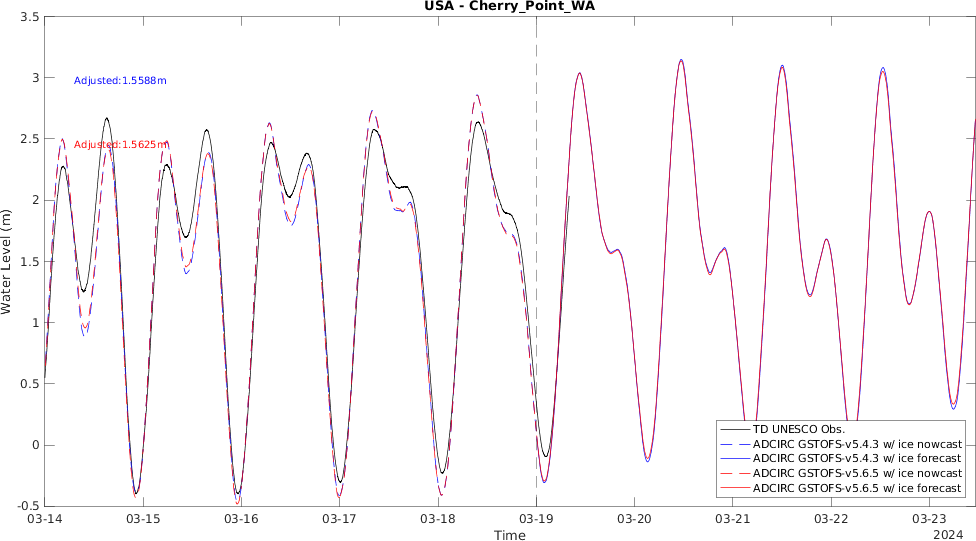 USA - Cherry_Point_WA
3.5
3
2.5
2
1.5
1
0.5
0
-0.5
Water Level (m)
Adjusted:1.5588m
Adjusted:1.5625m
TD UNESCO Obs.
ADCIRC GSTOFS-v5.4.3 w/ ice nowcast
ADCIRC GSTOFS-v5.4.3 w/ ice forecast
ADCIRC GSTOFS-v5.6.5 w/ ice nowcast
ADCIRC GSTOFS-v5.6.5 w/ ice forecast
03-14 03-15 03-16 03-17 03-18 03-19 03-20 03-21 03-22 03-23
Time
2024